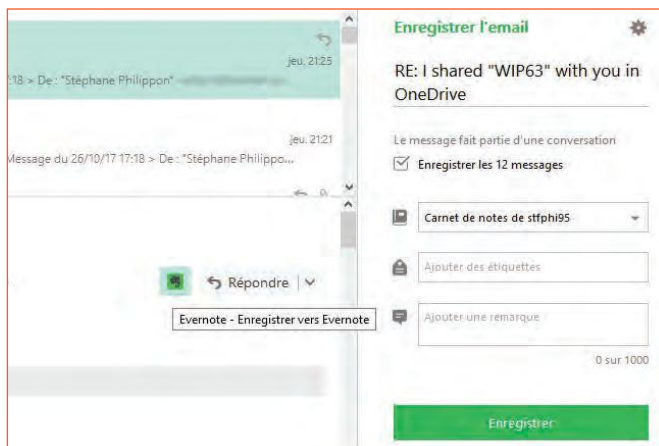 jeu. 21:25
:18 > De : "Stéphane Philippon"
jeu. 21:21
Message du 26/10/17 17:18 > De : "Stéphane Philippo...
Répondre
Evernote - Enregistrer vers Evernote
Enregistrer l'email
RE: I shared "WIP63" with you in
OneDrive
Le message fait partie d'une conversation
Enregistrer les 12 messages
Carnet de notes de stfphi95
Ajouter des étiquettes
Ajouter une remarque
0 sur 1000
Enregistrer